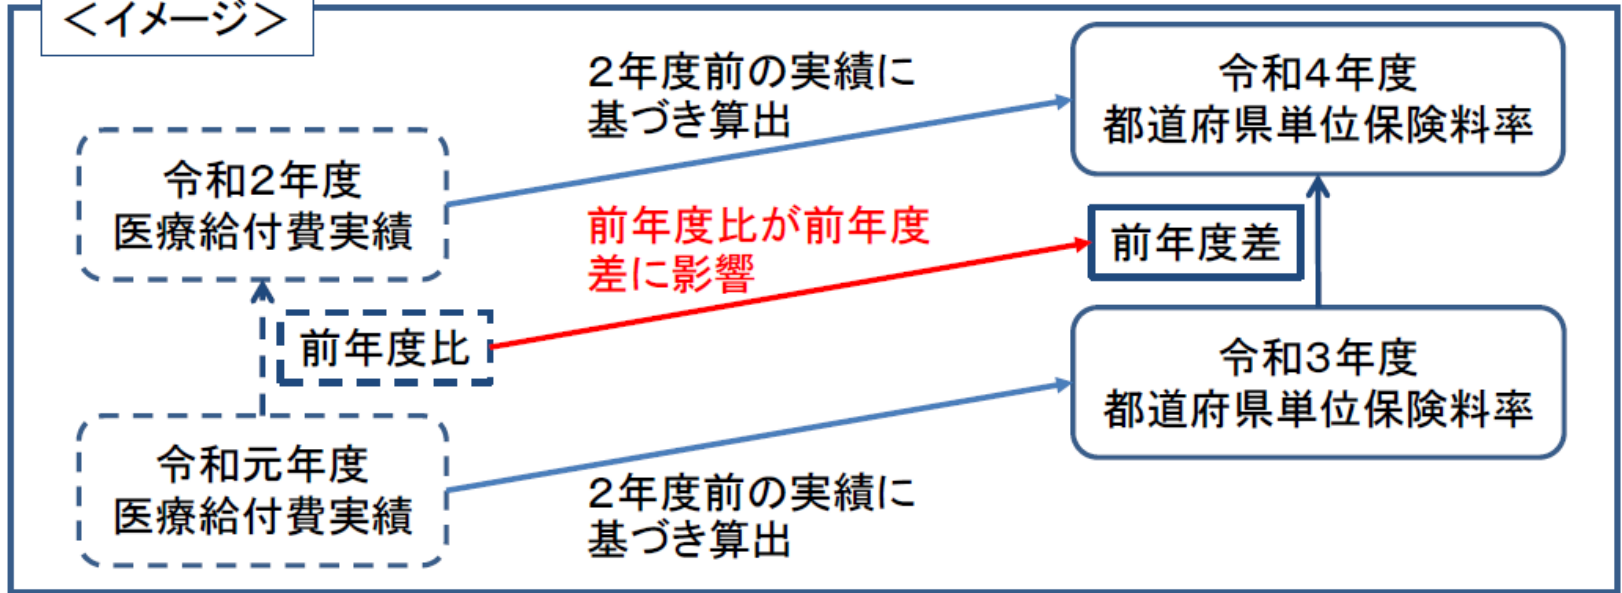 ＜イメージ＞
２年度前の実績に
基づき算出
令和４年度
都道府県単位保険料率
令和２年度
医療給付費実績
前年度比が前年度
差に影響
前年度差
前年度比
令和３年度
都道府県単位保険料率
令和元年度
医療給付費実績
２年度前の実績に
基づき算出